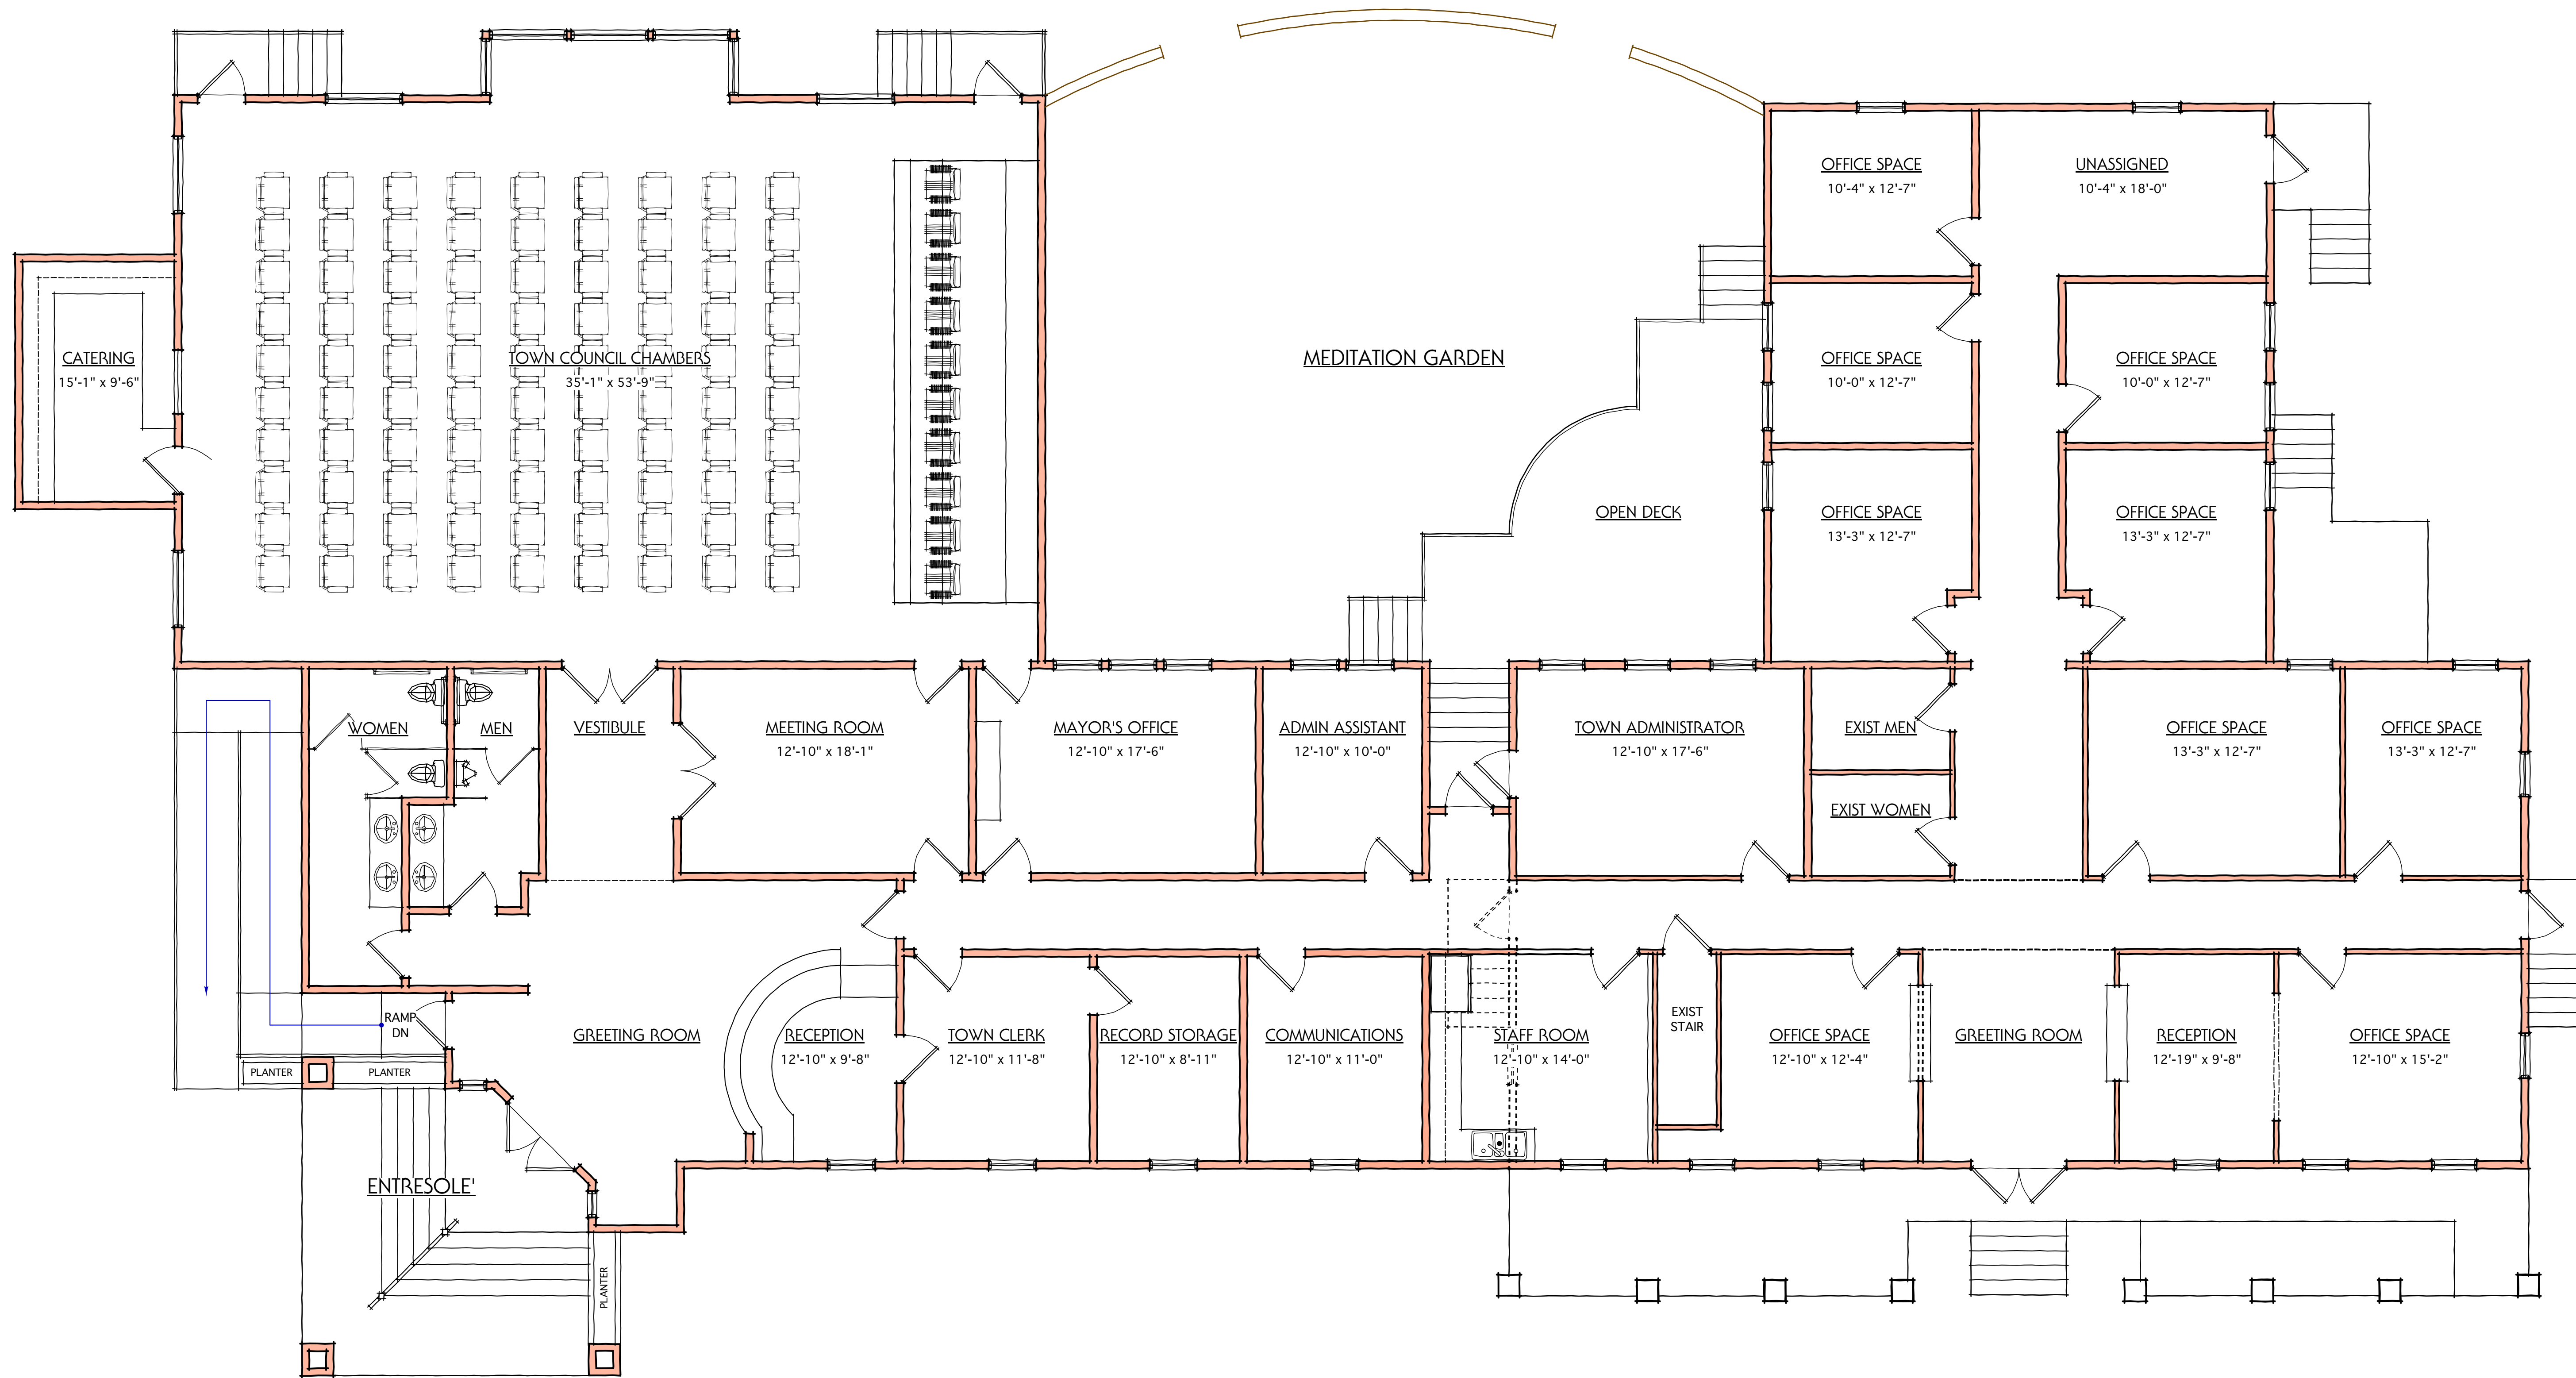 OFFICE SPACE
10'-4" x 12'-7"
UNASSIGNED
10'-4" x 18'-0"
CATERING
15'-1" x 9'-6"
TOWN COUNCIL CHAMBERS
35'-1" x 53'-9"
MEDITATION GARDEN
OFFICE SPACE
10'-0" x 12'-7"
OFFICE SPACE
10'-0" x 12'-7"
OPEN DECK
OFFICE SPACE
13'-3" x 12'-7"
OFFICE SPACE
13'-3" x 12'-7"
WOMEN
MEN
VESTIBULE
MEETING ROOM
12'-10" x 18'-1"
MAYOR'S OFFICE
12'-10" x 17'-6"
ADMIN ASSISTANT
12'-10" x 10'-0"
TOWN ADMINISTRATOR
12'-10" x 17'-6"
EXIST MEN
EXIST WOMEN
OFFICE SPACE
13'-3" x 12'-7"
OFFICE SPACE
13'-3" x 12'-7"
RAMP
DN
GREETING ROOM
RECEPTION
12'-10" x 9'-8"
TOWN CLERK
12'-10" x 11'-8"
RECORD STORAGE
12'-10" x 8'-11"
COMMUNICATIONS
12'-10" x 11'-0"
STAFF ROOM
12'-10" x 14'-0"
EXIST
STAIR
OFFICE SPACE
12'-10" x 12'-4"
GREETING ROOM
RECEPTION
12'-19" x 9'-8"
OFFICE SPACE
12'-10" x 15'-2"
PLANTER
PLANTER
ENTRESOLE'
PLANTER